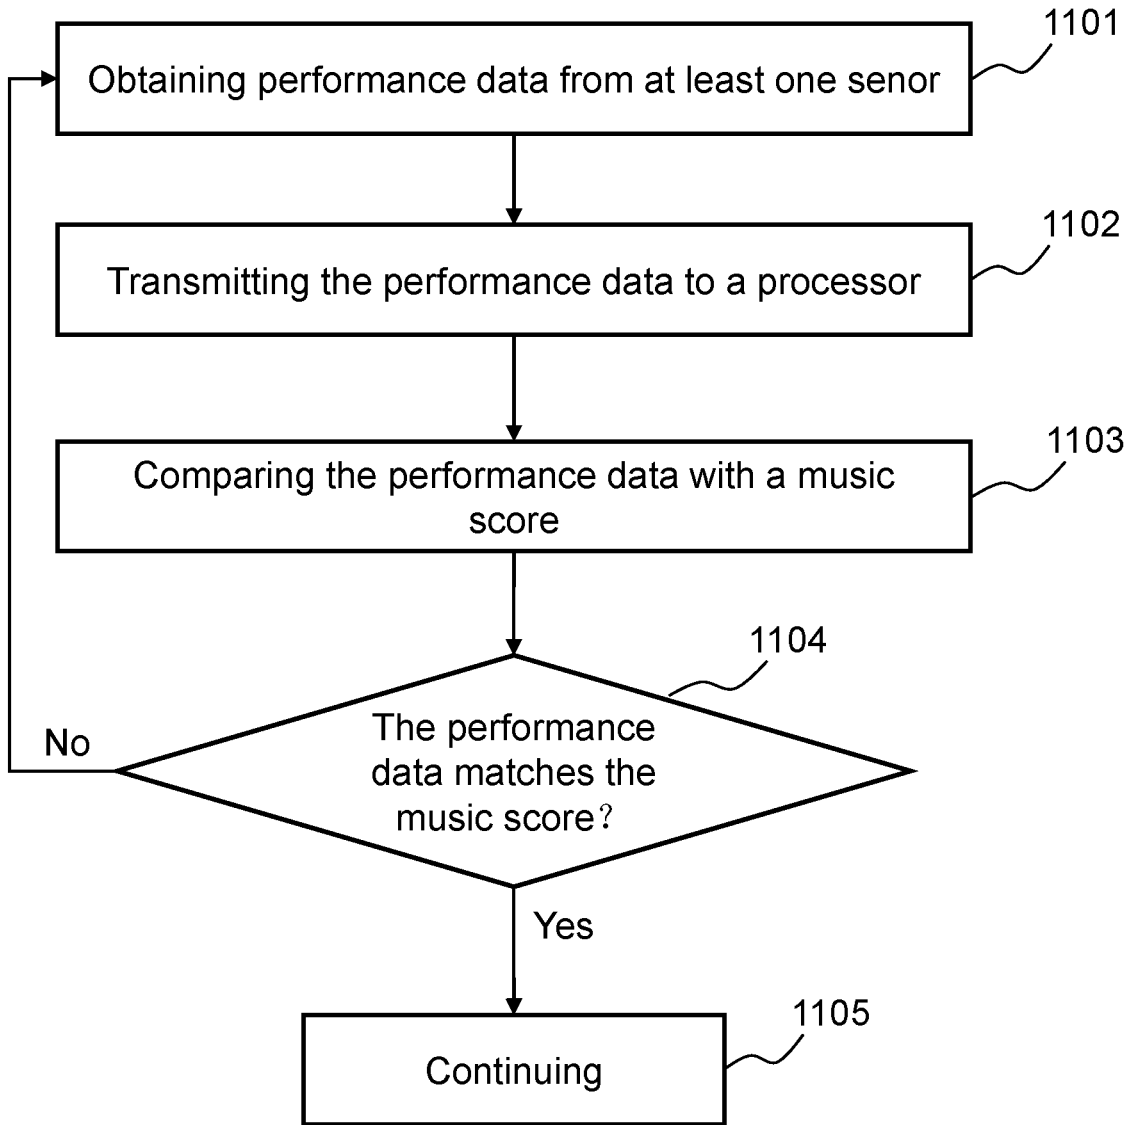 1101
Obtaining performance data from at least one senor
1102
Transmitting the performance data to a processor
1103
Comparing the performance data with a music
score
1104
The performance
data matches the
music score?
No
Yes
1105
Continuing